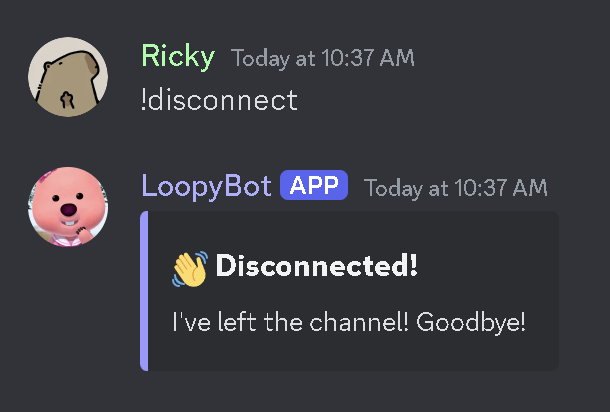 Ricky Today at 10:37 AM
!disconnect
LoopyBot APP Today at 10:37 AM
👋 Disconnected!
I've left the channel! Goodbye!